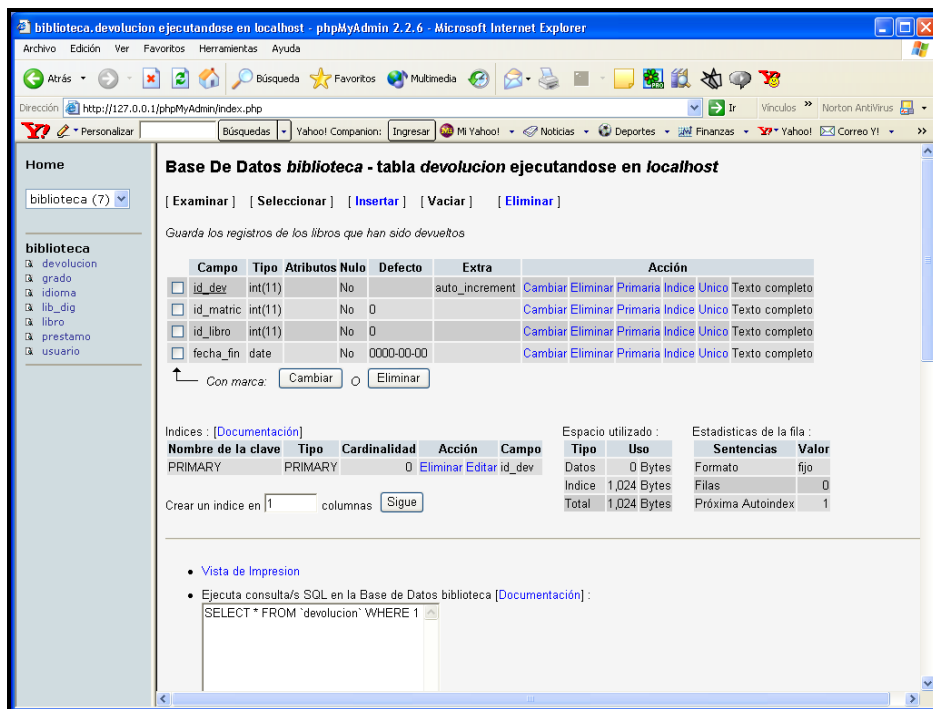 biblioteca.devolucion ejecutandose en localhost - phpMyAdmin 2.2.6 - Microsoft Internet Explorer
Archivo Edición Ver Favoritos Herramientas Ayuda
Atrás Búsqueda Favoritos Multimedia
Dirección http://127.0.0.1/phpMyAdmin/index.php Ir Vínculos » Norton AntiVirus
Y! Personalizar Búsquedas Yahoo! Companion: Ingresar Mi Yahoo! Noticias Deportes Finanzas Yahoo! Correo Y! »
Home
biblioteca (7)
biblioteca
devolucion
grado
idioma
lib_dig
libro
prestamo
usuario
Base De Datos biblioteca - tabla devolucion ejecutandose en localhost
[ Examinar ] [ Seleccionar ] [ Insertar ] [ Vaciar ] [ Eliminar ]
Guarda los registros de los libros que han sido devueltos
Campo Tipo Atributos Nulo Defecto Extra Acción
id_dev int(11) No auto_increment Cambiar Eliminar Primaria Indice Unico Texto completo
id_matric int(11) No 0 Cambiar Eliminar Primaria Indice Unico Texto completo
id_libro int(11) No 0 Cambiar Eliminar Primaria Indice Unico Texto completo
fecha_fin date No 0000-00-00 Cambiar Eliminar Primaria Indice Unico Texto completo
Con marca: Cambiar O Eliminar
Indices : [Documentación]
Nombre de la clave Tipo Cardinalidad Acción Campo
PRIMARY PRIMARY 0 Eliminar Editar id_dev
Crear un indice en 1 columnas Sigue
Espacio utilizado :
Tipo Uso
Datos 0 Bytes
Indice 1,024 Bytes
Total 1,024 Bytes
Estadisticas de la fila :
Sentencias Valor
Formato fijo
Filas 0
Próxima Autoindex 1
Vista de Impresion
Ejecuta consulta/s SQL en la Base de Datos biblioteca [Documentación] :
SELECT * FROM `devolucion` WHERE 1